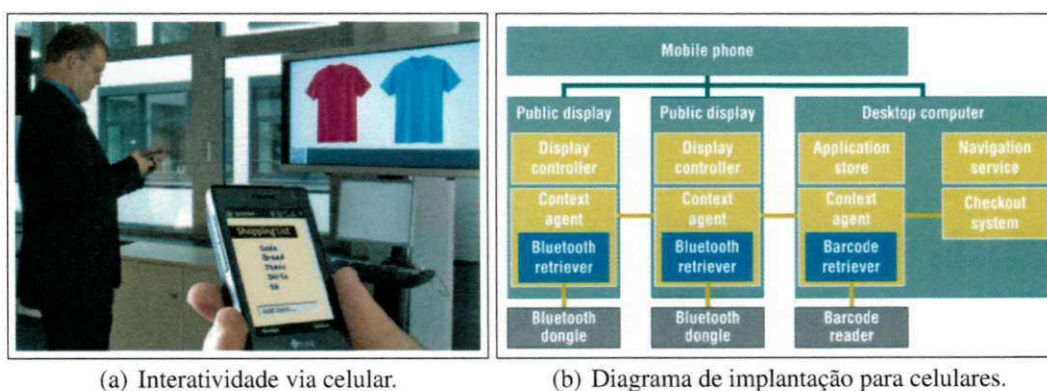 Shopping List
Soda
Bread
Shirts
Add item...
Mobile phone
Public display
Public display
Desktop computer
Display
controller
Display
controller
Application
store
Navigation
service
Context
agent
Context
agent
Context
agent
Checkout
system
Bluetooth
retriever
Bluetooth
retriever
Barcode
retriever
Bluetooth
dongle
Bluetooth
dongle
Barcode
reader
(a) Interatividade via celular.
(b) Diagrama de implantação para celulares.